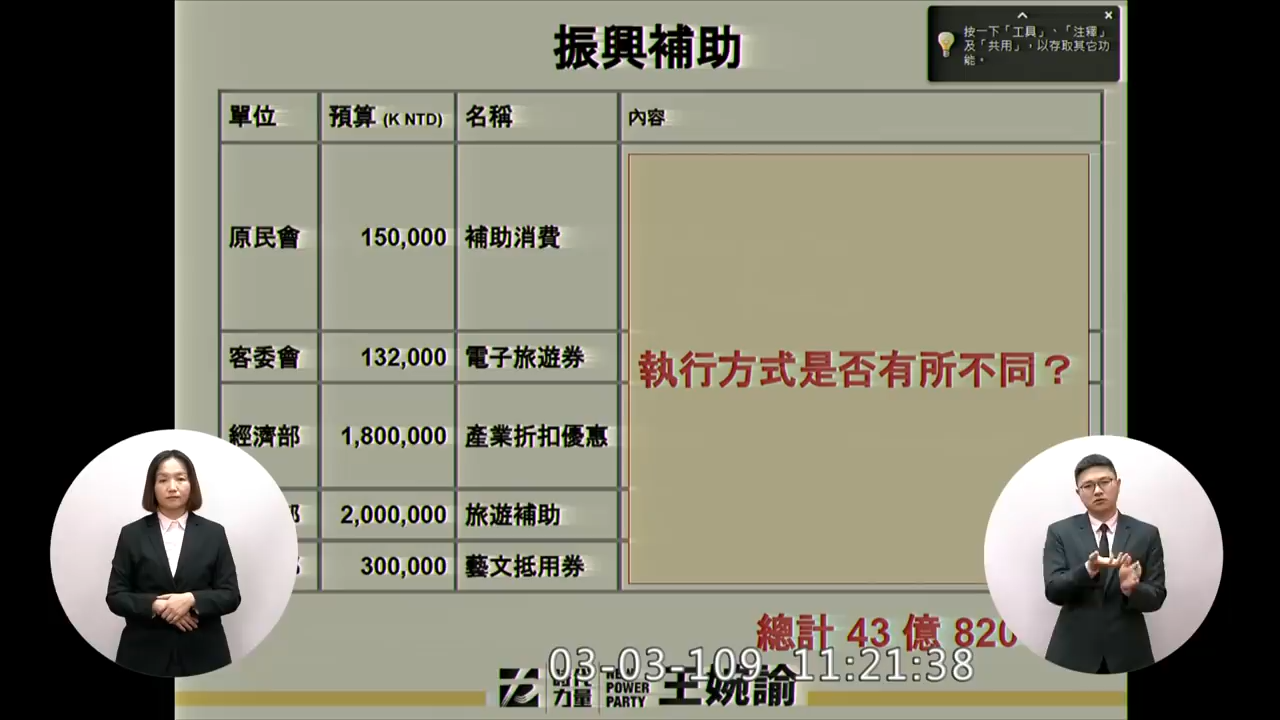 振興補助
按一下「工具」、「注釋」
及「共用」，以存取其它功
能。
單位 預算 (K NTD) 名稱 內容
原民會 150,000 補助消費
客委會 132,000 電子旅遊券
執行方式是否有所不同？
經濟部 1,800,000 產業折扣優惠
2,000,000 旅遊補助
300,000 藝文抵用券
總計 43 億 820
03-03-109 11:21:38
時代力量 NEW POWER PARTY 王婉諭